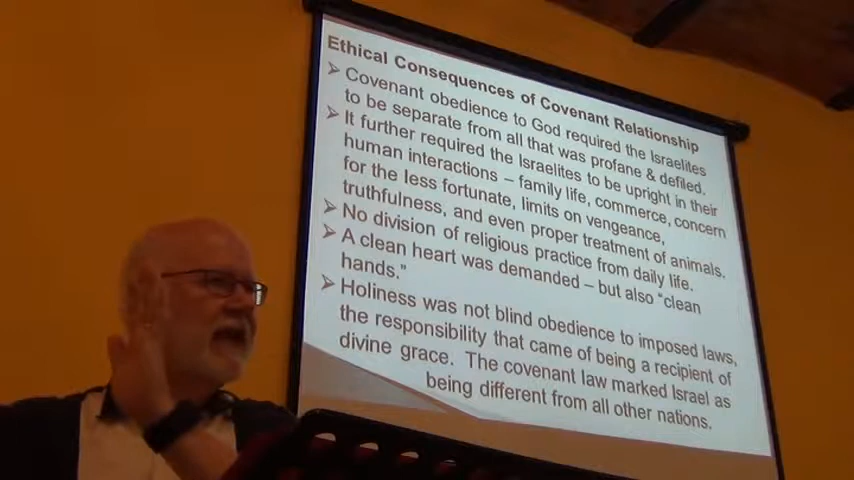 Ethical Consequences of Covenant Relationship
➢ Covenant obedience to God required the Israelites
to be separate from all that was profane & defiled.
➢ It further required the Israelites to be upright in their
human interactions – family life, commerce, concern
for the less fortunate, limits on vengeance,
truthfulness, and even proper treatment of animals.
➢ No division of religious practice from daily life.
➢ A clean heart was demanded – but also "clean
hands."
➢ Holiness was not blind obedience to imposed laws,
the responsibility that came of being a recipient of
divine grace. The covenant law marked Israel as
being different from all other nations.